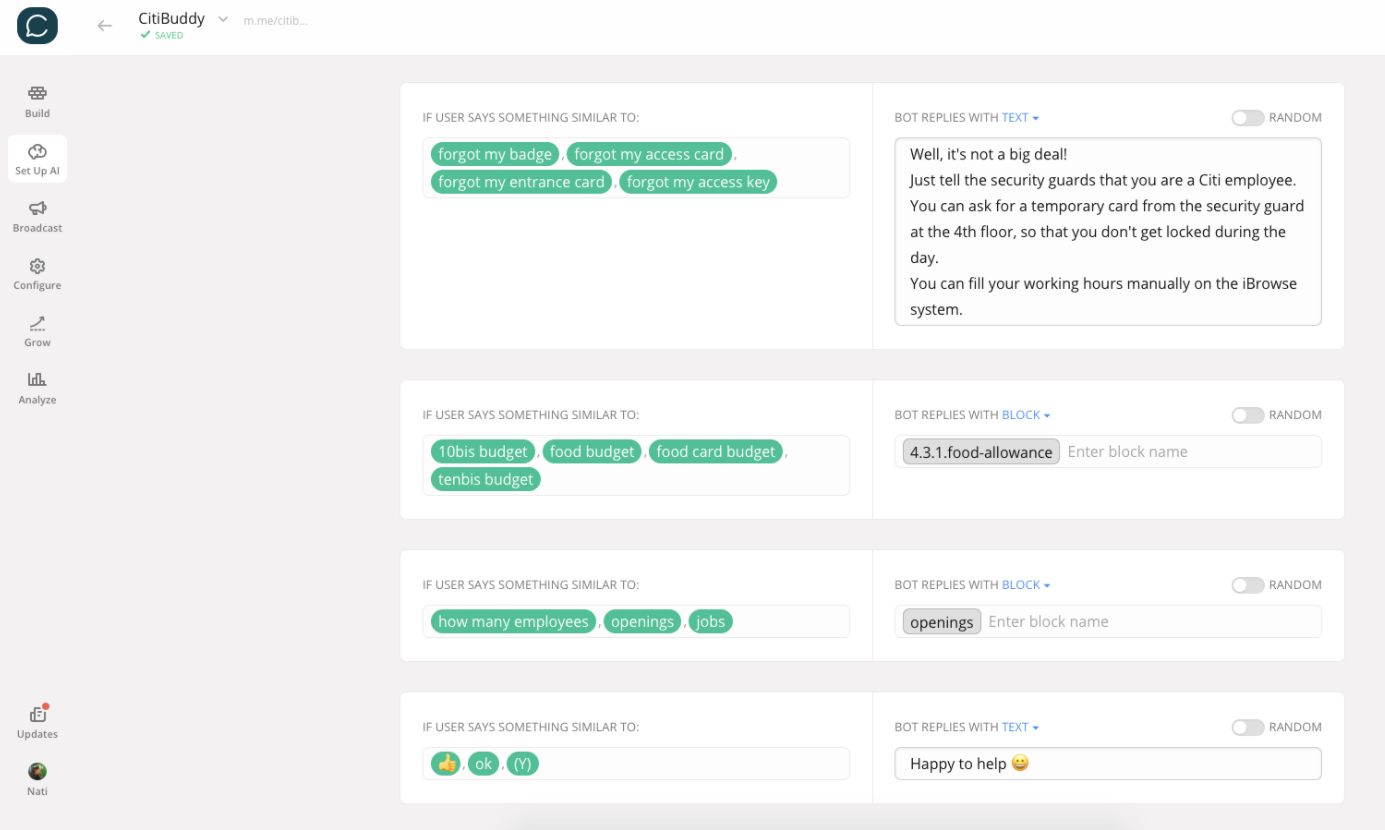 CitiBuddy
m.me/citib...
SAVED
Build
Set Up AI
Broadcast
Configure
Grow
Analyze
Updates
Nati
IF USER SAYS SOMETHING SIMILAR TO:
forgot my badge , forgot my access card ,
forgot my entrance card , forgot my access key
BOT REPLIES WITH TEXT
RANDOM
Well, it's not a big deal!
Just tell the security guards that you are a Citi employee.
You can ask for a temporary card from the security guard
at the 4th floor, so that you don't get locked during the
day.
You can fill your working hours manually on the iBrowse
system.
IF USER SAYS SOMETHING SIMILAR TO:
10bis budget , food budget , food card budget ,
tenbis budget
BOT REPLIES WITH BLOCK
RANDOM
4.3.1.food-allowance Enter block name
IF USER SAYS SOMETHING SIMILAR TO:
how many employees , openings , jobs
BOT REPLIES WITH BLOCK
RANDOM
openings Enter block name
IF USER SAYS SOMETHING SIMILAR TO:
👍 , ok , (Y)
BOT REPLIES WITH TEXT
RANDOM
Happy to help 😀